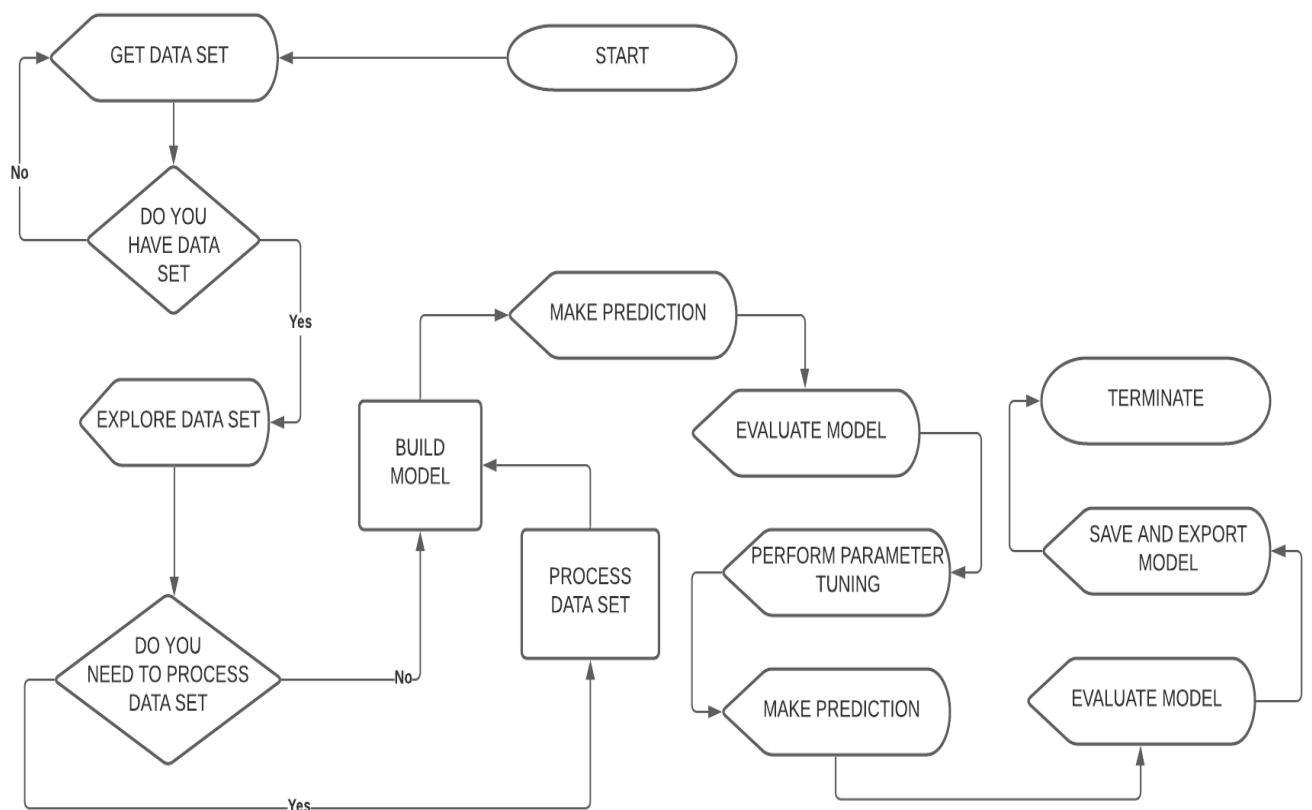 START
GET DATA SET
No
DO YOU
HAVE DATA
SET
Yes
EXPLORE DATA SET
DO YOU
NEED TO PROCESS
DATA SET
No
Yes
PROCESS
DATA SET
BUILD
MODEL
MAKE PREDICTION
EVALUATE MODEL
PERFORM PARAMETER
TUNING
MAKE PREDICTION
EVALUATE MODEL
SAVE AND EXPORT
MODEL
TERMINATE